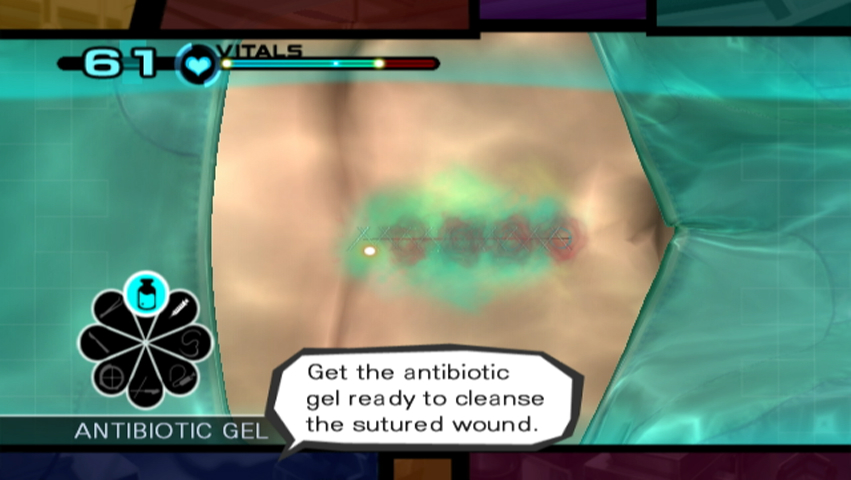 61
VITALS
Get the antibiotic
gel ready to cleanse
the sutured wound.
ANTIBIOTIC GEL